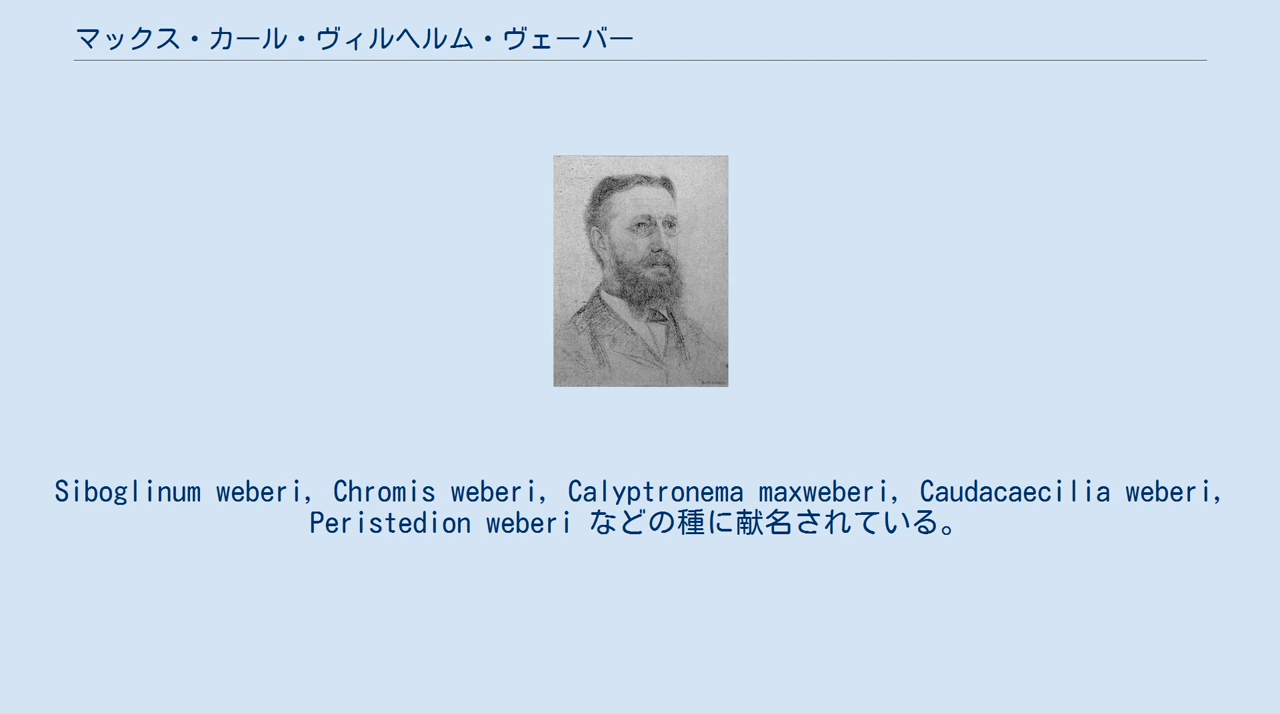 マックス・カール・ヴィルヘルム・ヴェーバー
Siboglinum weberi, Chromis weberi, Calyptronema maxweberi, Caudacaecilia weberi,
Peristedion weberi などの種に献名されている。